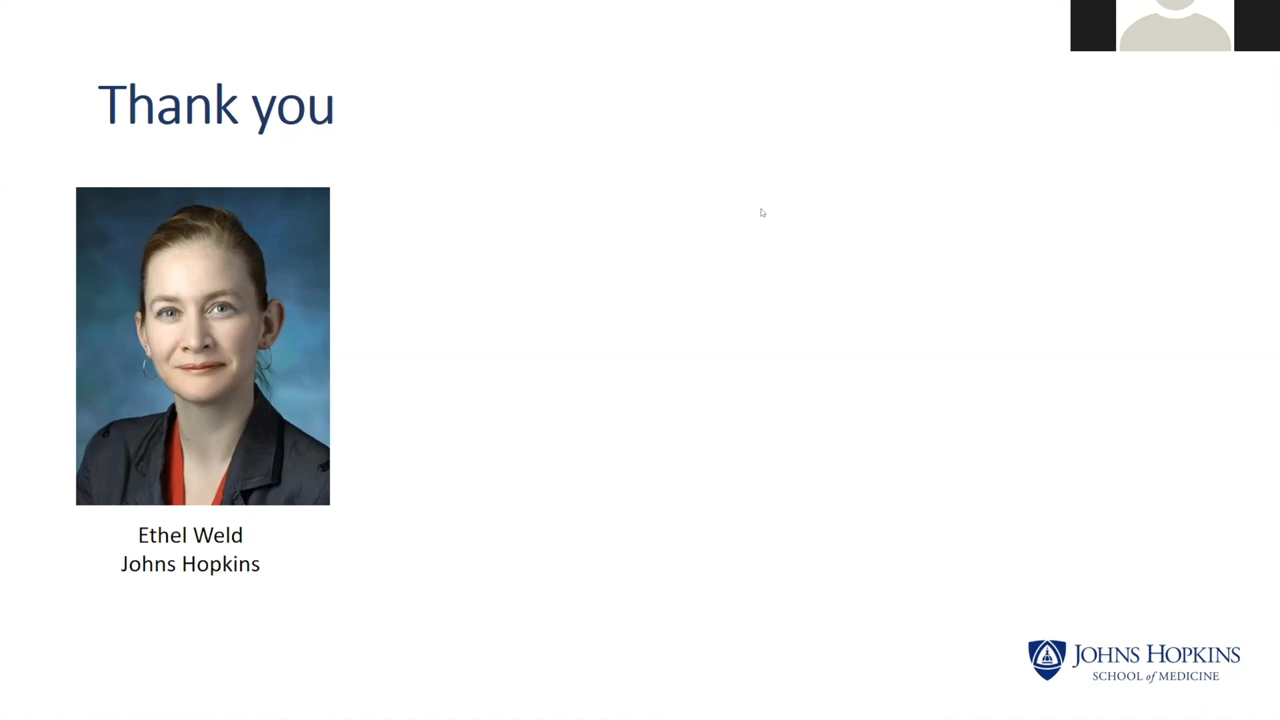 Thank you
Ethel Weld
Johns Hopkins
JOHNS HOPKINS
SCHOOL of MEDICINE